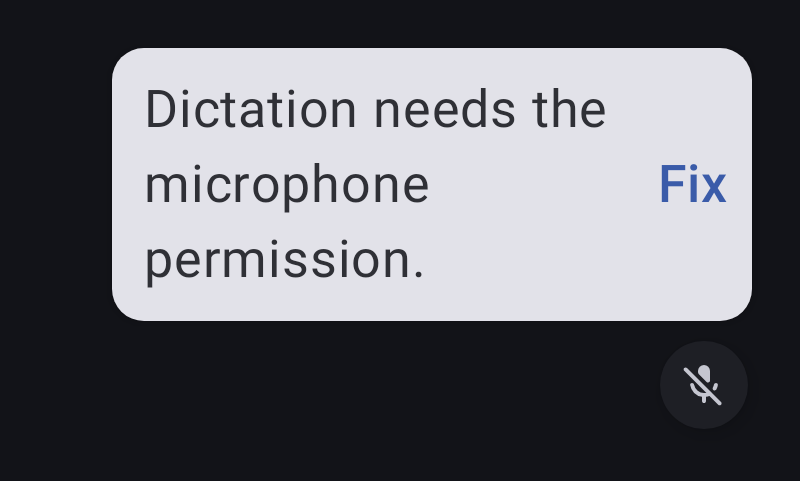 Dictation needs the
microphone
permission.
Fix